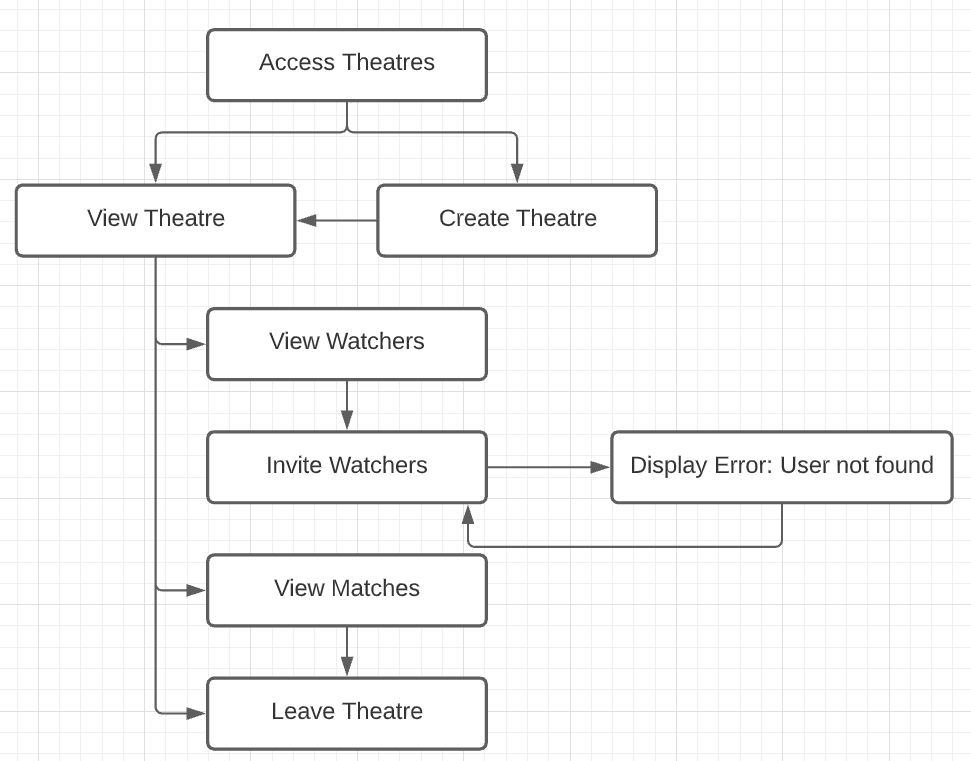 Access Theatres
View Theatre
Create Theatre
View Watchers
Invite Watchers
Display Error: User not found
View Matches
Leave Theatre